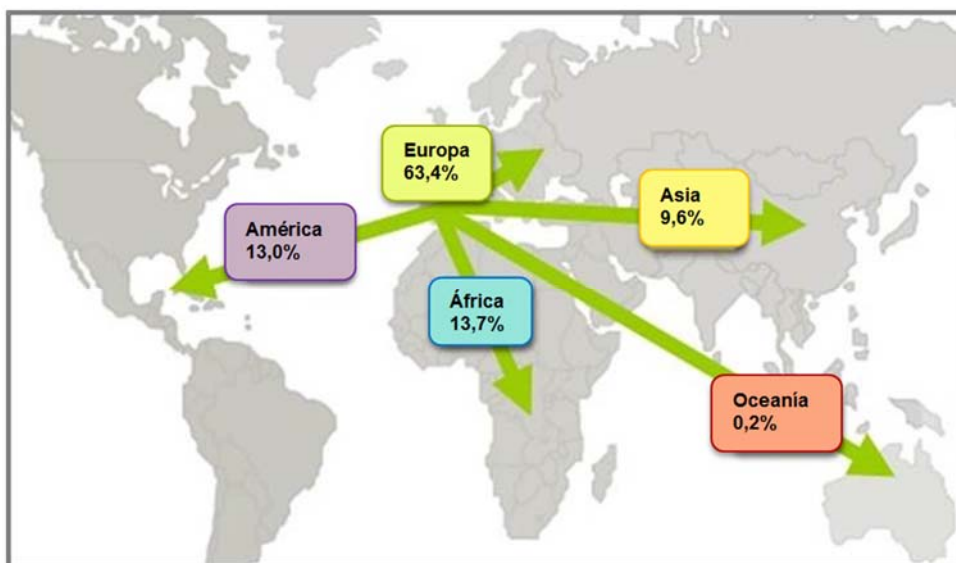 Europa
63,4%
Asia
9,6%
América
13,0%
África
13,7%
Oceanía
0,2%